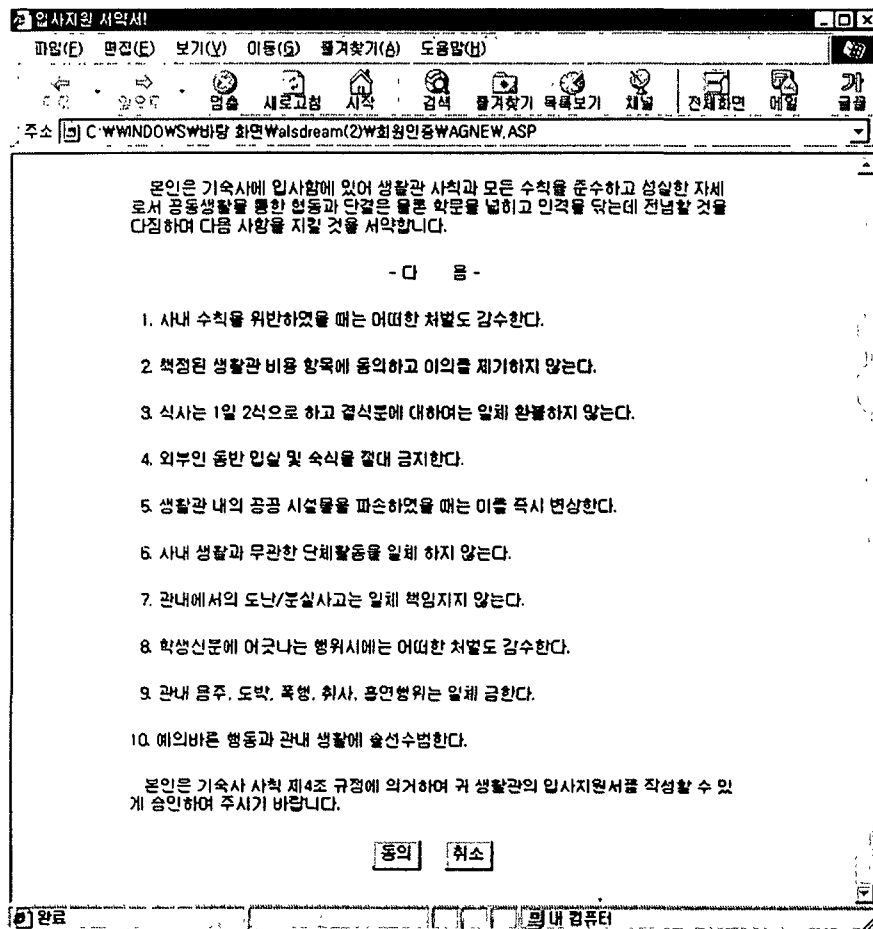 입사지원 서약서!
파일(F) 편집(E) 보기(V) 이동(G) 즐겨찾기(A) 도움말(H)
멈춤 새로고침 시작 검색 즐겨찾기 목록보기 채널 전체화면 메일 글꼴
주소 C:₩WINDOWS₩바탕 화면₩alsdream(2)₩회원인증₩AGNEW.ASP
본인은 기숙사에 입사함에 있어 생활관 사칙과 모든 수칙을 준수하고 성실한 자세
로서 공동생활을 통한 협동과 단결은 물론 학문을 넓히고 인격을 닦는데 전념할 것을
다짐하며 다음 사항을 지킬 것을 서약합니다.
- 다 음 -
1. 사내 수칙을 위반하였을 때는 어떠한 처벌도 감수한다.
2. 책정된 생활관 비용 항목에 동의하고 이의를 제기하지 않는다.
3. 식사는 1일 2식으로 하고 결식분에 대하여는 일체 환불하지 않는다.
4. 외부인 동반 입실 및 숙식을 절대 금지한다.
5. 생활관 내의 공공 시설물을 파손하였을 때는 이를 즉시 변상한다.
6. 사내 생활과 무관한 단체활동을 일체 하지 않는다.
7. 관내에서의 도난/분실사고는 일체 책임지지 않는다.
8. 학생신분에 어긋나는 행위시에는 어떠한 처벌도 감수한다.
9. 관내 음주, 도박, 폭행, 취사, 흡연행위는 일체 금한다.
10. 예의바른 행동과 관내 생활에 솔선수범한다.
본인은 기숙사 사칙 제4조 규정에 의거하여 귀 생활관의 입사지원서를 작성할 수 있
게 승인하여 주시기 바랍니다.
동의 취소
완료 내 컴퓨터